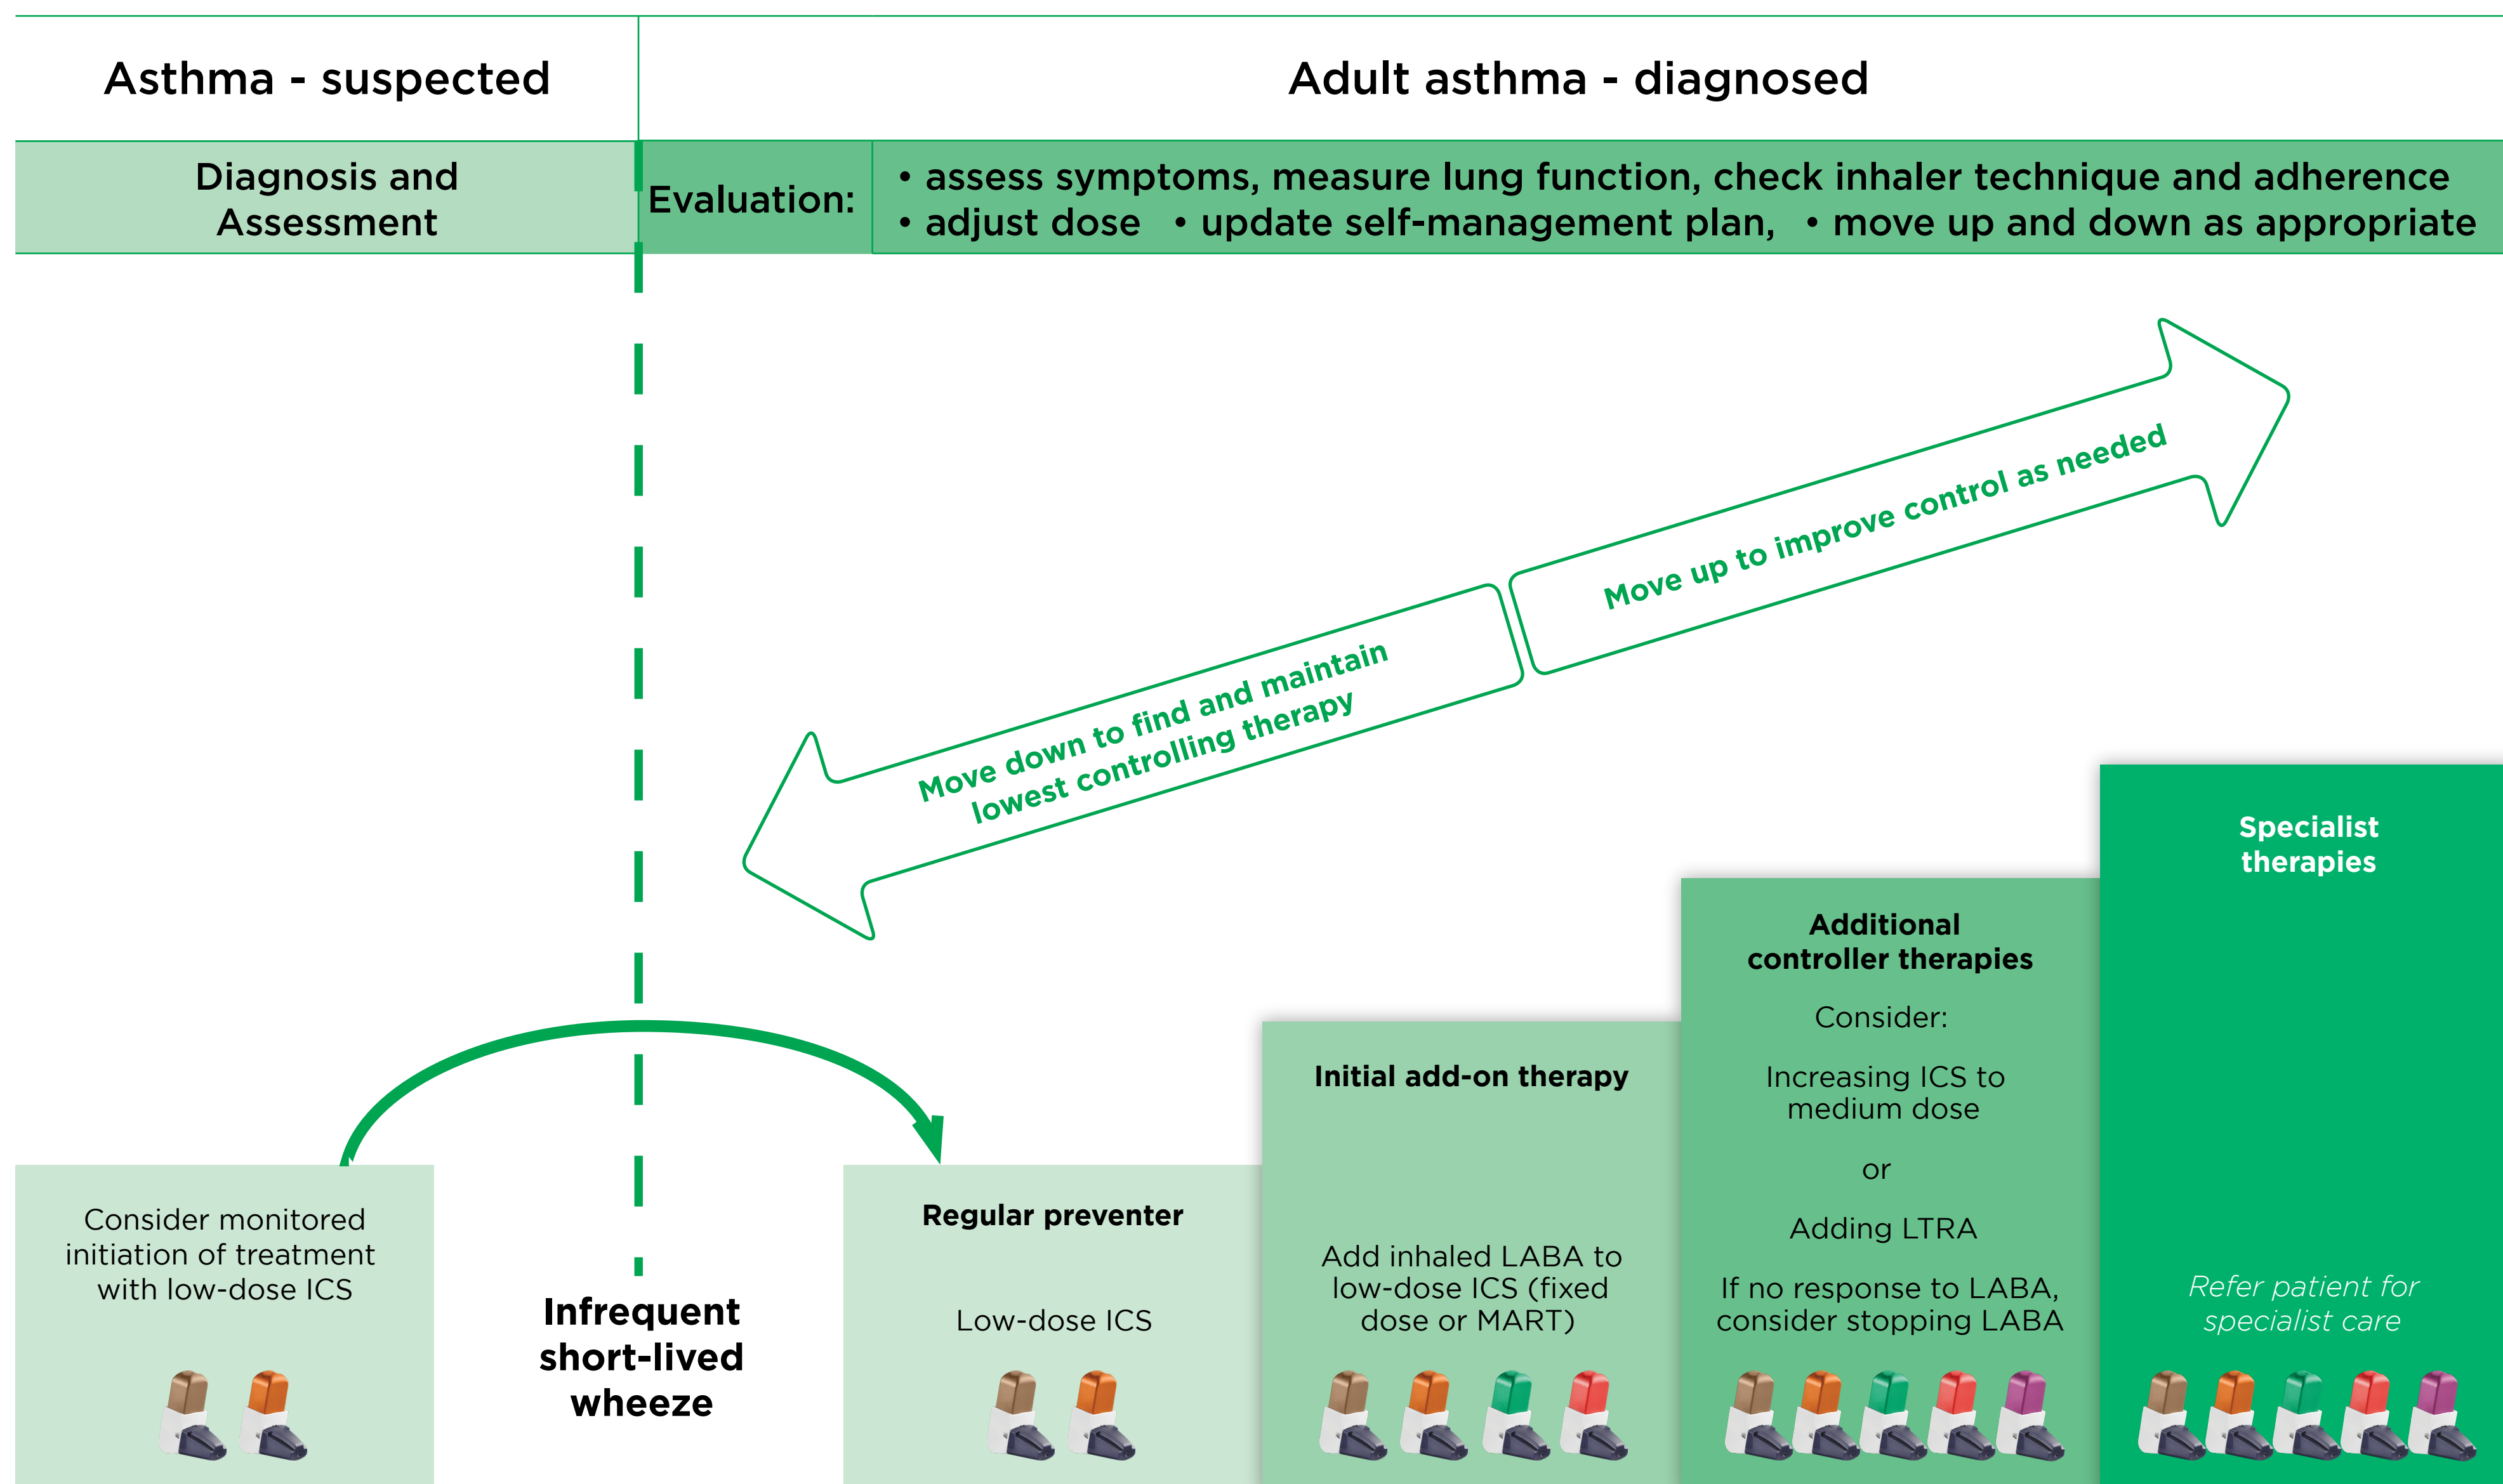 Asthma - suspected
Adult asthma - diagnosed
Diagnosis and
Assessment
Evaluation:
• assess symptoms, measure lung function, check inhaler technique and adherence
• adjust dose • update self-management plan, • move up and down as appropriate
Move up to improve control as needed
Move down to find and maintain
lowest controlling therapy
Consider monitored
initiation of treatment
with low-dose ICS
Infrequent
short-lived
wheeze
Regular preventer
Low-dose ICS
Initial add-on therapy
Add inhaled LABA to
low-dose ICS (fixed
dose or MART)
Additional
controller therapies
Consider:
Increasing ICS to
medium dose
or
Adding LTRA
If no response to LABA,
consider stopping LABA
Specialist
therapies
Refer patient for
specialist care